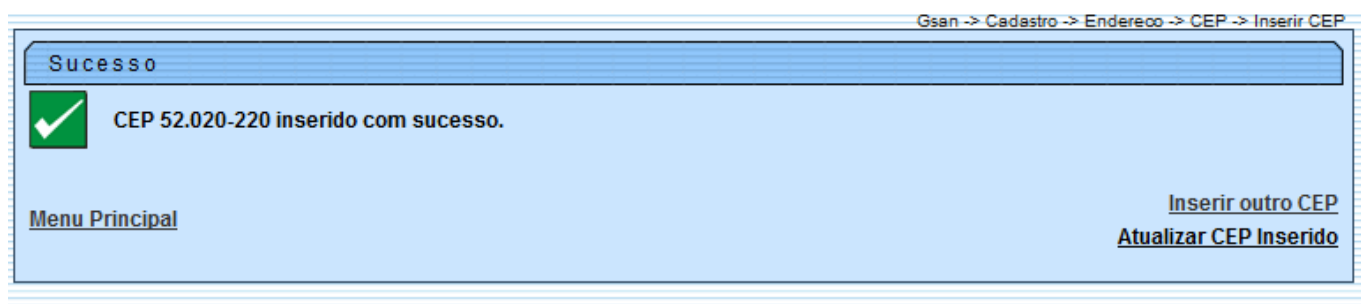 Gsan -> Cadastro -> Endereco -> CEP -> Inserir CEP
Sucesso
CEP 52.020-220 inserido com sucesso.
Inserir outro CEP
Menu Principal
Atualizar CEP Inserido